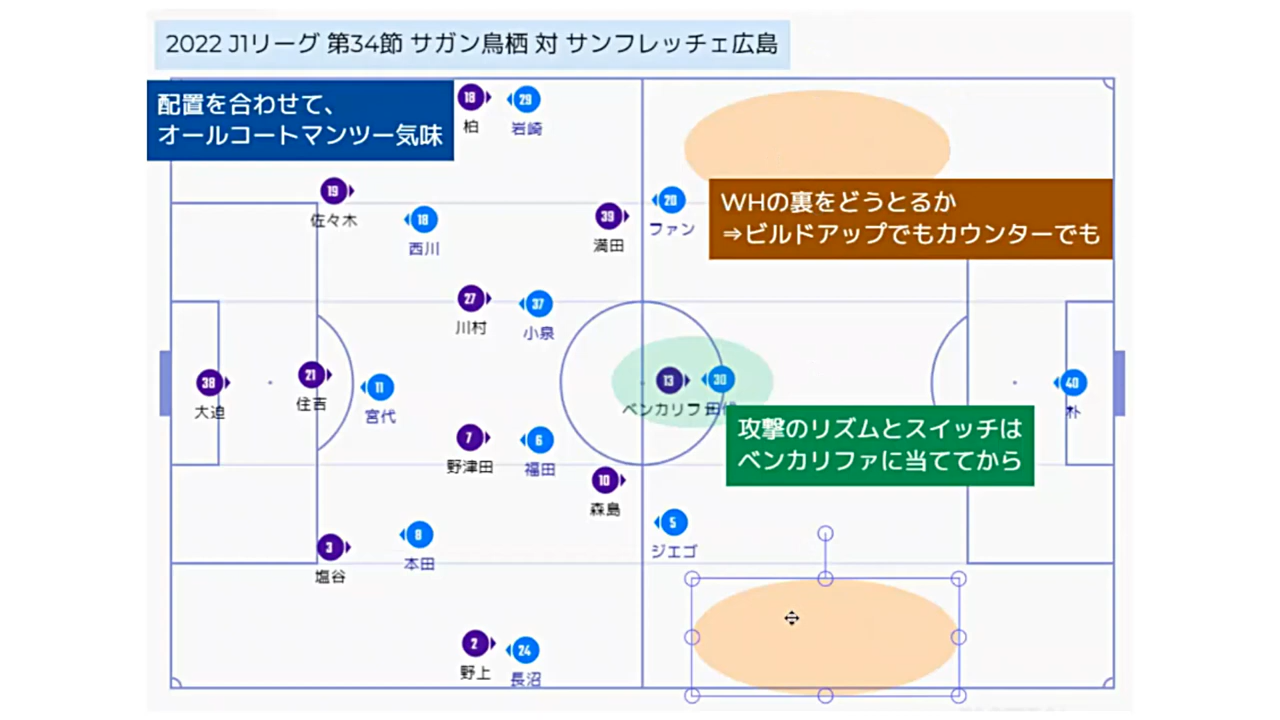 2022 J1リーグ 第34節 サガン鳥栖 対 サンフレッチェ広島
配置を合わせて、
オールコートマンツー気味
18
柏
29
岩崎
19
佐々木
18
西川
39
満田
20
ファン
WHの裏をどうとるか
⇒ビルドアップでもカウンターでも
27
川村
37
小泉
38
大迫
21
住吉
11
宮代
13
ベンカリファ
30
田代
40
朴
攻撃のリズムとスイッチは
ベンカリファに当ててから
7
野津田
6
福田
10
森島
3
塩谷
8
本田
5
ジエゴ
2
野上
24
長沼